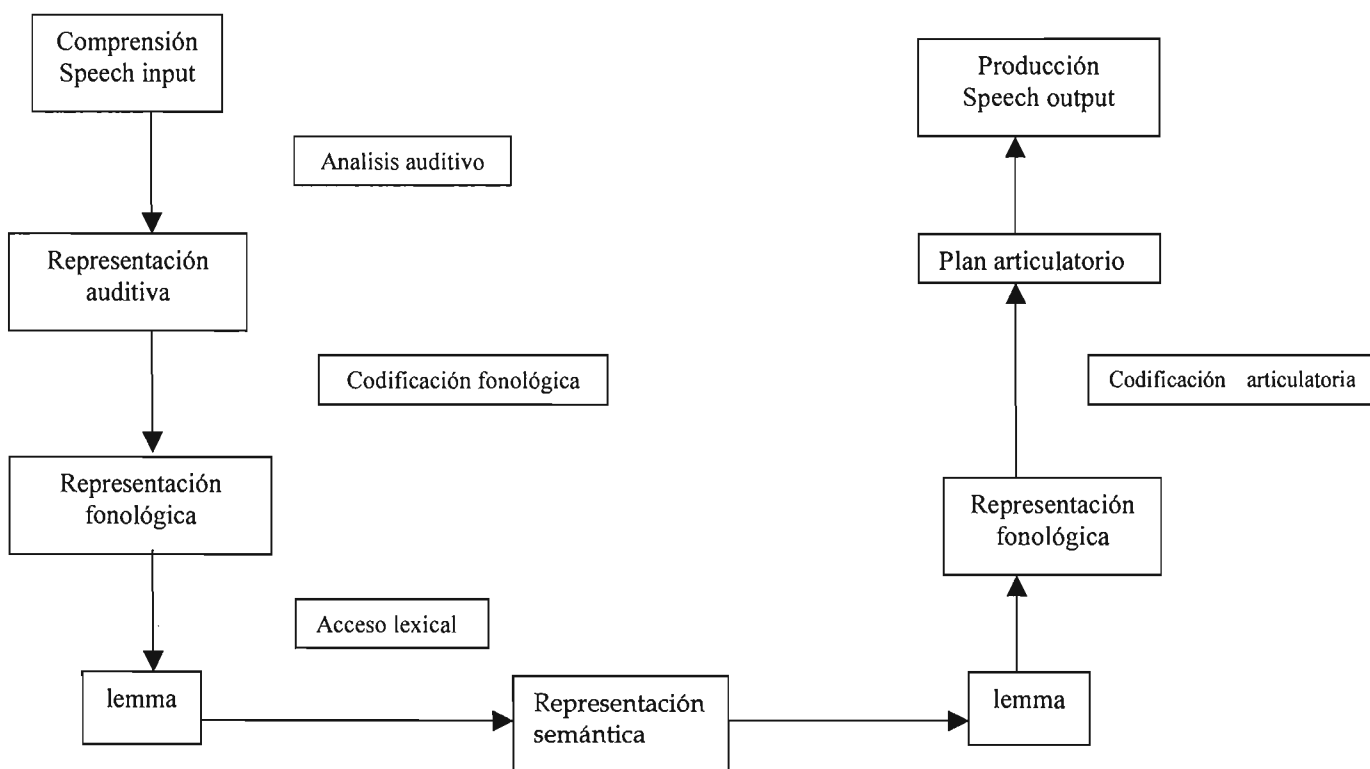 Comprensión
Speech input
Analisis auditivo
Representación
auditiva
Codificación fonológica
Representación
fonológica
Acceso lexical
lemma
Representación
semántica
lemma
Representación
fonológica
Codificación articulatoria
Plan articulatorio
Producción
Speech output